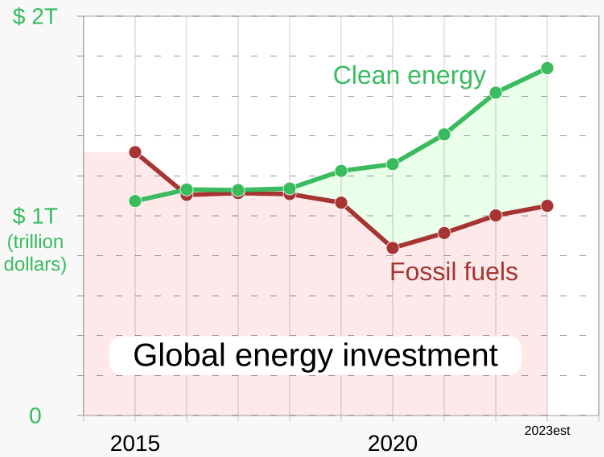 $ 2T
Clean energy
$ 1T
(trillion
dollars)
Fossil fuels
Global energy investment
0
2015
2020
2023est